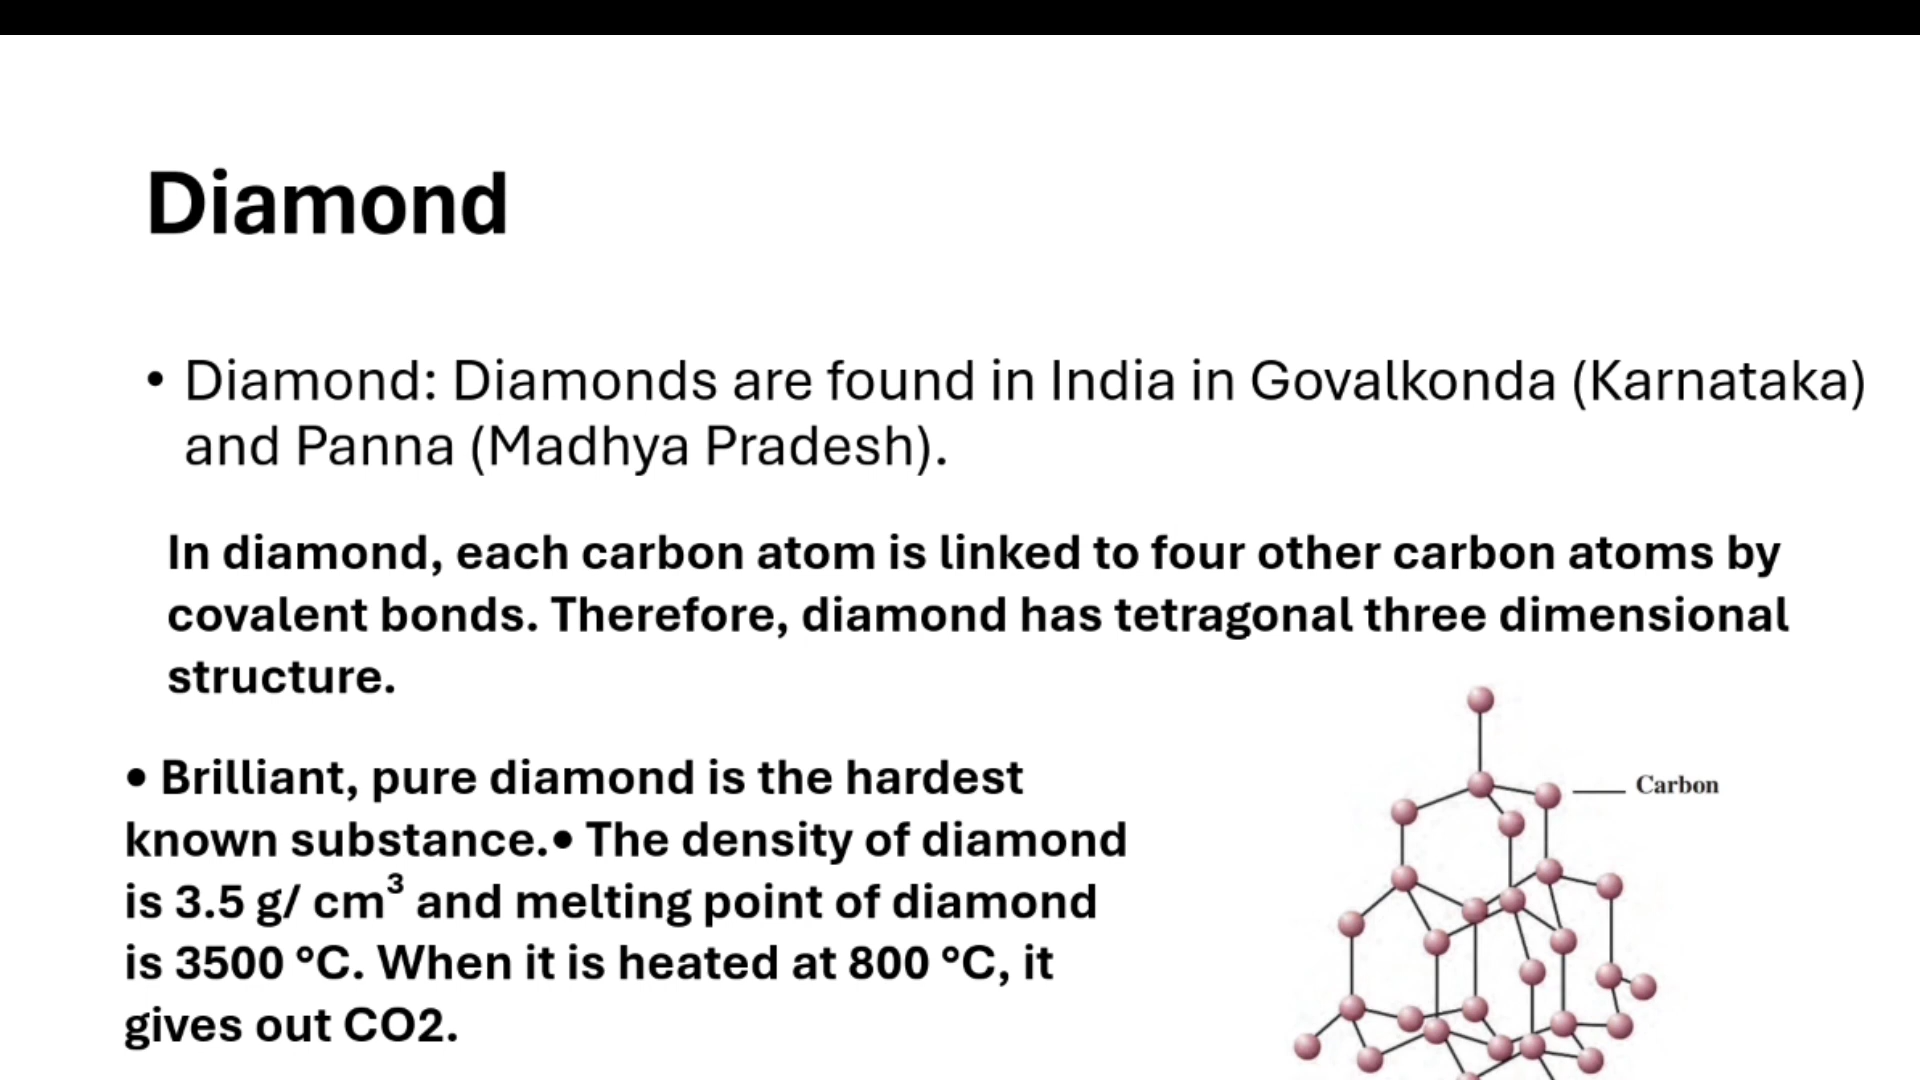 Diamond
• Diamond: Diamonds are found in India in Govalkonda (Karnataka)
and Panna (Madhya Pradesh).
In diamond, each carbon atom is linked to four other carbon atoms by
covalent bonds. Therefore, diamond has tetragonal three dimensional
structure.
• Brilliant, pure diamond is the hardest
known substance.• The density of diamond
is 3.5 g/ cm³ and melting point of diamond
is 3500 °C. When it is heated at 800 °C, it
gives out CO2.
Carbon